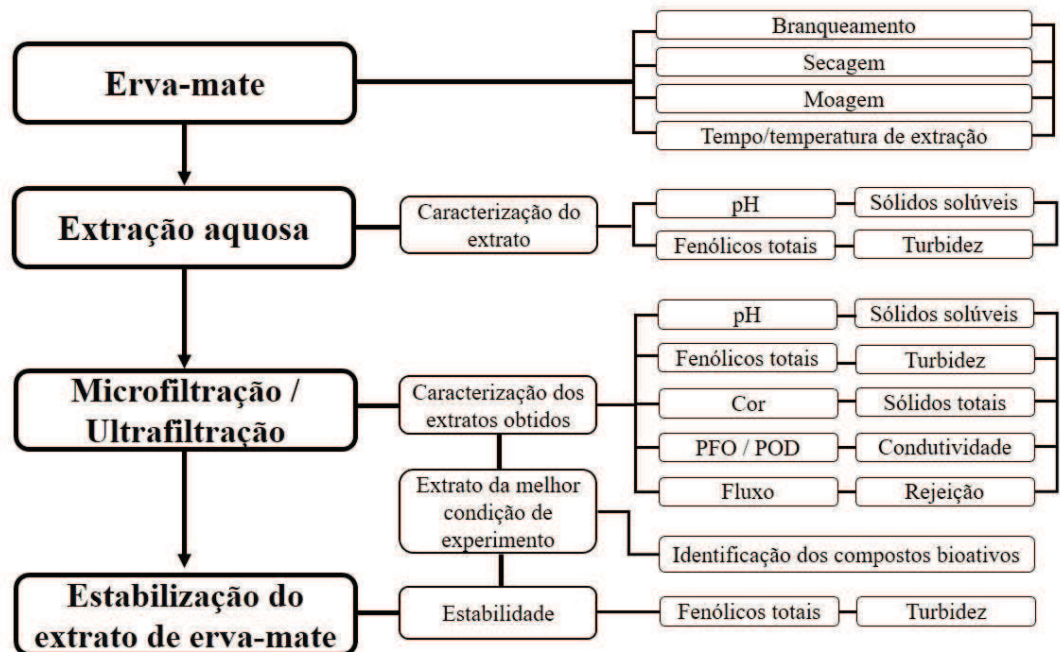 Erva-mate
Branqueamento
Secagem
Moagem
Tempo/temperatura de extração
Extração aquosa
Caracterização do
extrato
pH
Sólidos solúveis
Fenólicos totais
Turbidez
Microfiltração /
Ultrafiltração
Caracterização dos
extratos obtidos
pH
Sólidos solúveis
Fenólicos totais
Turbidez
Cor
Sólidos totais
PFO / POD
Condutividade
Fluxo
Rejeição
Extrato da melhor
condição de
experimento
Identificação dos compostos bioativos
Estabilização do
extrato de erva-mate
Estabilidade
Fenólicos totais
Turbidez